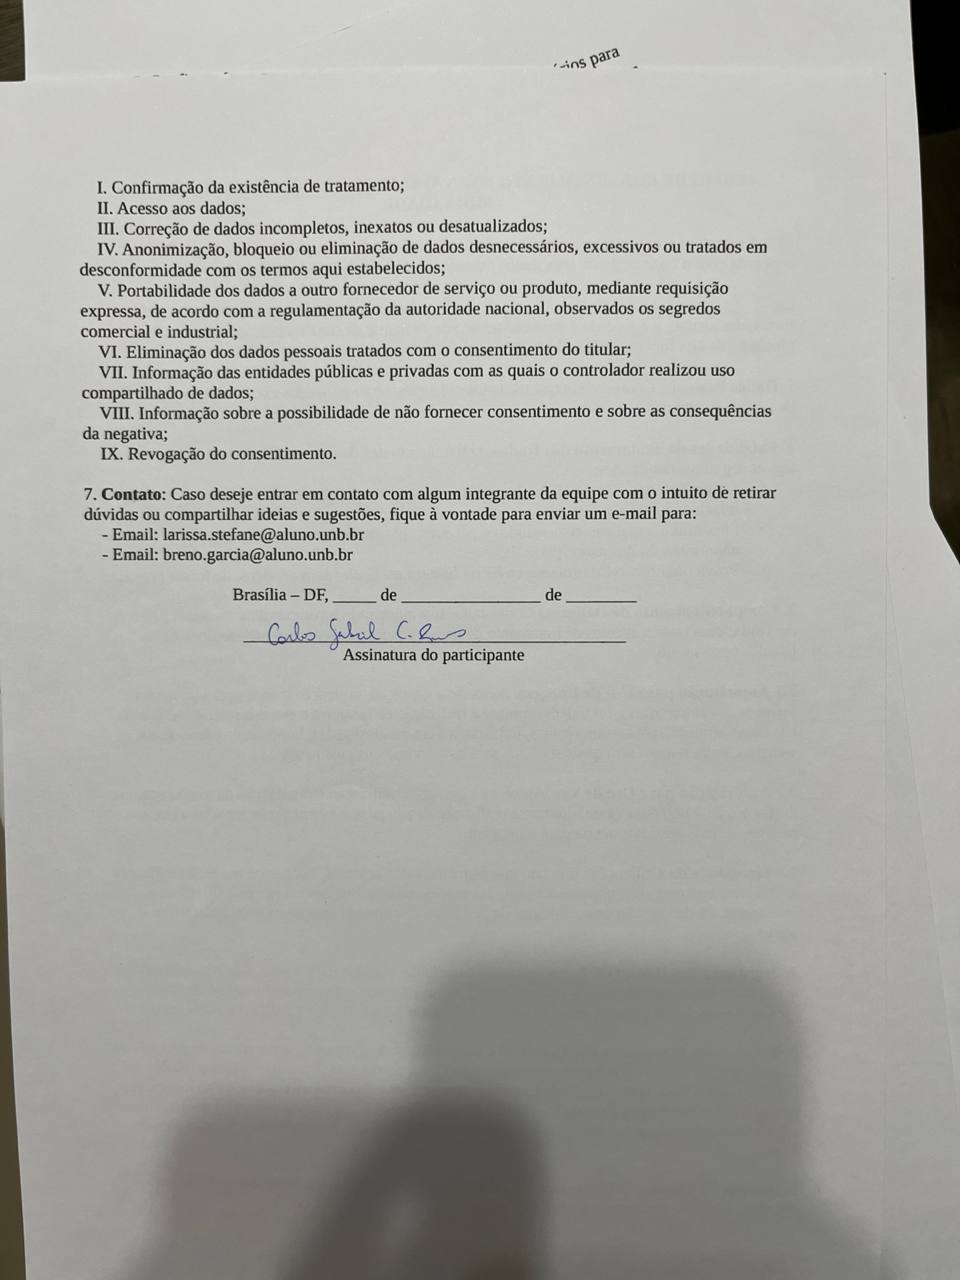 para
I. Confirmação da existência de tratamento;
II. Acesso aos dados;
III. Correção de dados incompletos, inexatos ou desatualizados;
IV. Anonimização, bloqueio ou eliminação de dados desnecessários, excessivos ou tratados em
desconformidade com os termos aqui estabelecidos;
V. Portabilidade dos dados a outro fornecedor de serviço ou produto, mediante requisição
expressa, de acordo com a regulamentação da autoridade nacional, observados os segredos
comercial e industrial;
VI. Eliminação dos dados pessoais tratados com o consentimento do titular;
VII. Informação das entidades públicas e privadas com as quais o controlador realizou uso
compartilhado de dados;
VIII. Informação sobre a possibilidade de não fornecer consentimento e sobre as consequências
da negativa;
IX. Revogação do consentimento.
7. Contato: Caso deseje entrar em contato com algum integrante da equipe com o intuito de retirar
dúvidas ou compartilhar ideias e sugestões, fique à vontade para enviar um e-mail para:
- Email: larissa.stefane@aluno.unb.br
- Email: breno.garcia@aluno.unb.br
Brasília – DF, _____ de ________________ de ________
Carlos Gabriel C.
Assinatura do participante